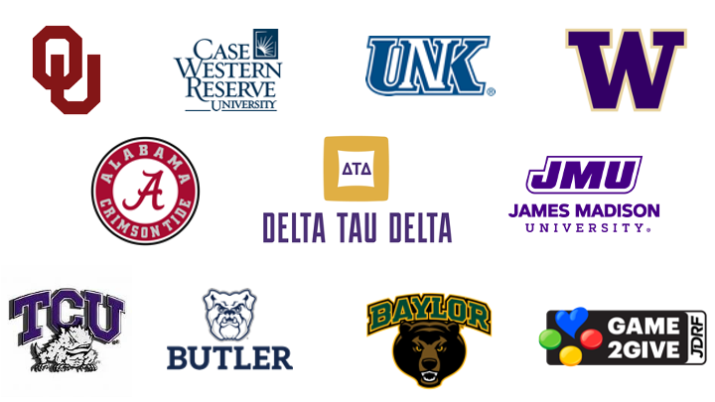 OU
CASE
WESTERN
RESERVE
UNIVERSITY
UNK®
W
ALABAMA
A
CRIMSON TIDE
ΔΤΔ
DELTA TAU DELTA
JMU
JAMES MADISON
UNIVERSITY®
TCU
BUTLER
BAYLOR
GAME
2GIVE
JDRF